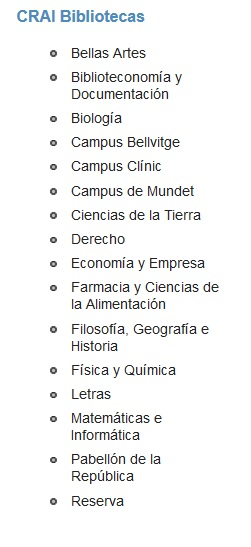 CRAI Bibliotecas
Bellas Artes
Biblioteconomía y
Documentación
Biología
Campus Bellvitge
Campus Clínic
Campus de Mundet
Ciencias de la Tierra
Derecho
Economía y Empresa
Farmacia y Ciencias de
la Alimentación
Filosofía, Geografía e
Historia
Física y Química
Letras
Matemáticas e
Informática
Pabellón de la
República
Reserva